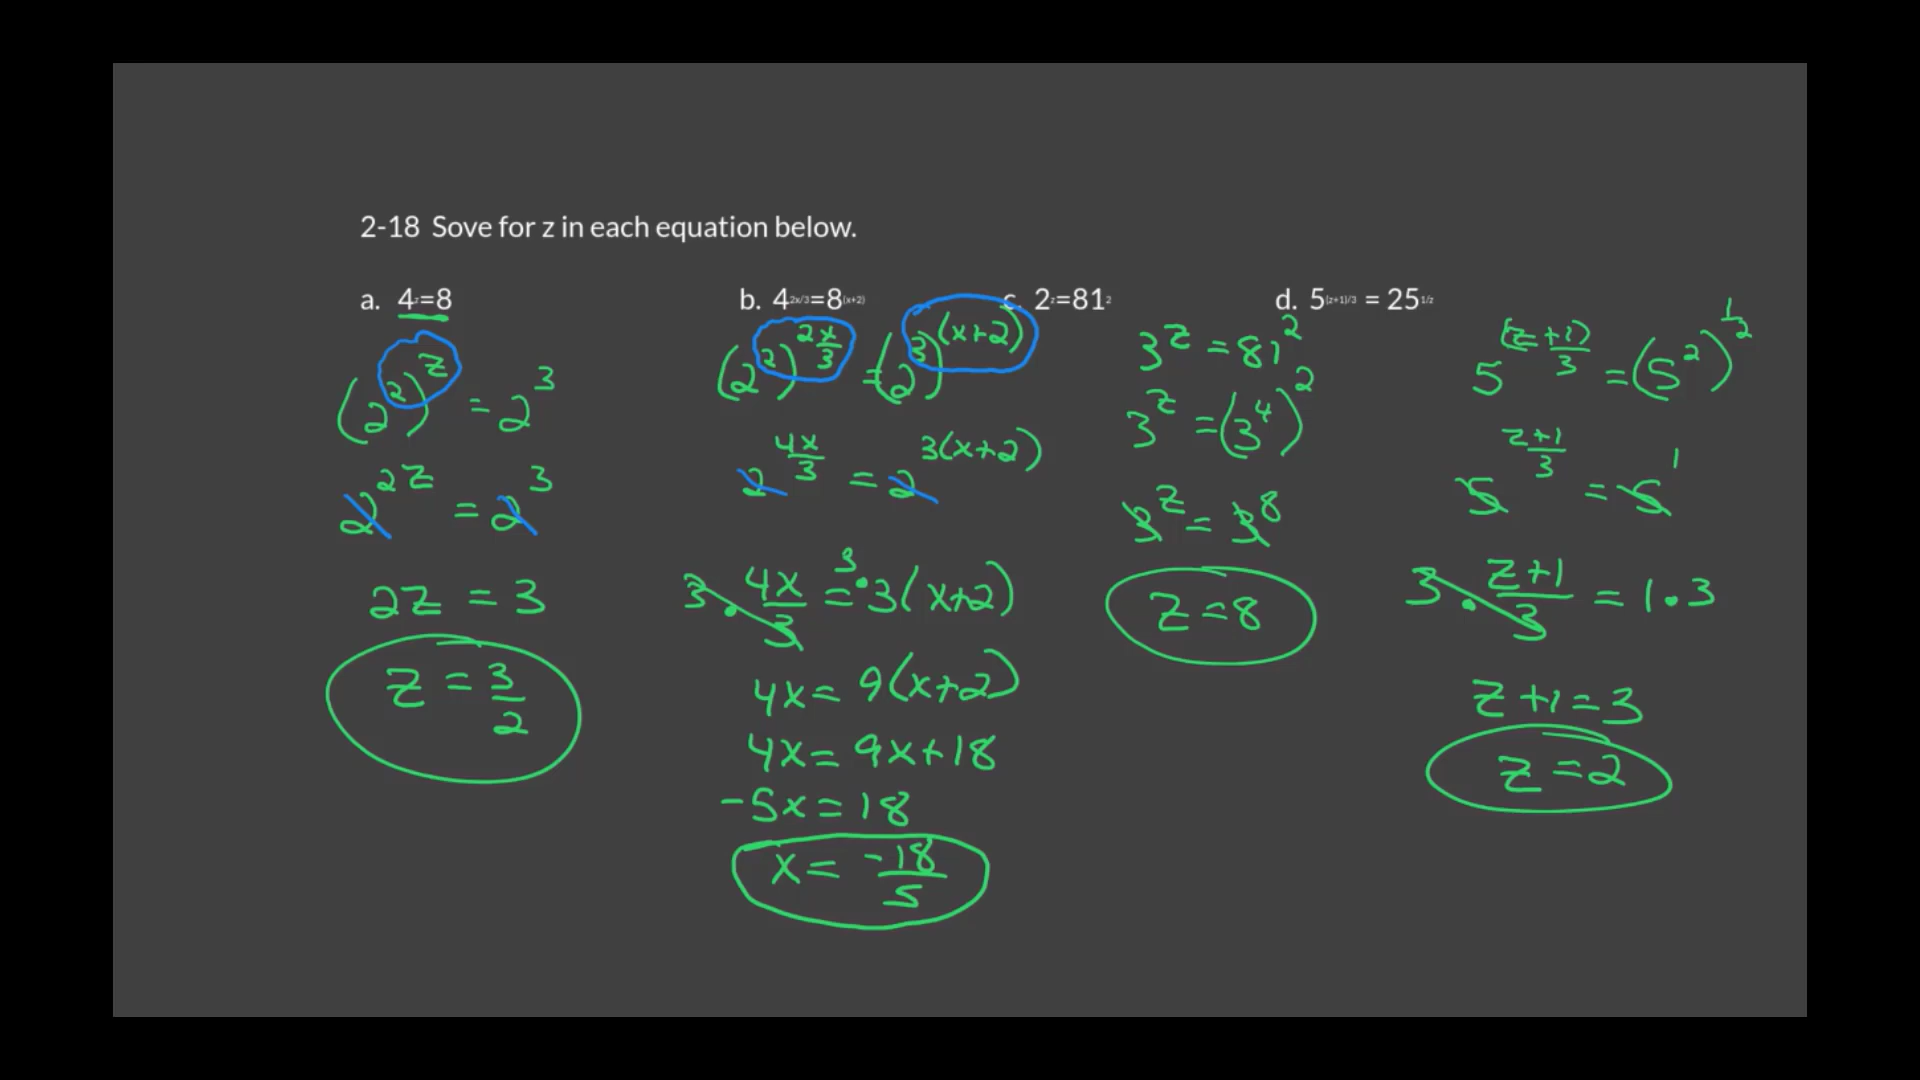 2-18 Sove for z in each equation below.
a. 4ᶻ=8
(2²)ᶻ = 2³
2^2z = 2³
2z = 3
z = 3/2
b. 4^2x/3=8^(x+2)
(2²)^2x/3 = (2³)^(x+2)
2^4x/3 = 2^3(x+2)
3 · 4x/3 = 3 · 3(x+2)
4x = 9(x+2)
4x = 9x+18
-5x = 18
x = -18/5
c. 2ᶻ=81²
3ᶻ = 81²
3ᶻ = (3⁴)²
3ᶻ = 3⁸
z = 8
d. 5^(z+1)/3 = 25^1/z
5^(z+1)/3 = (5²)^1/2
5^z+1/3 = 5¹
3 · z+1/3 = 1 · 3
z+1 = 3
z = 2